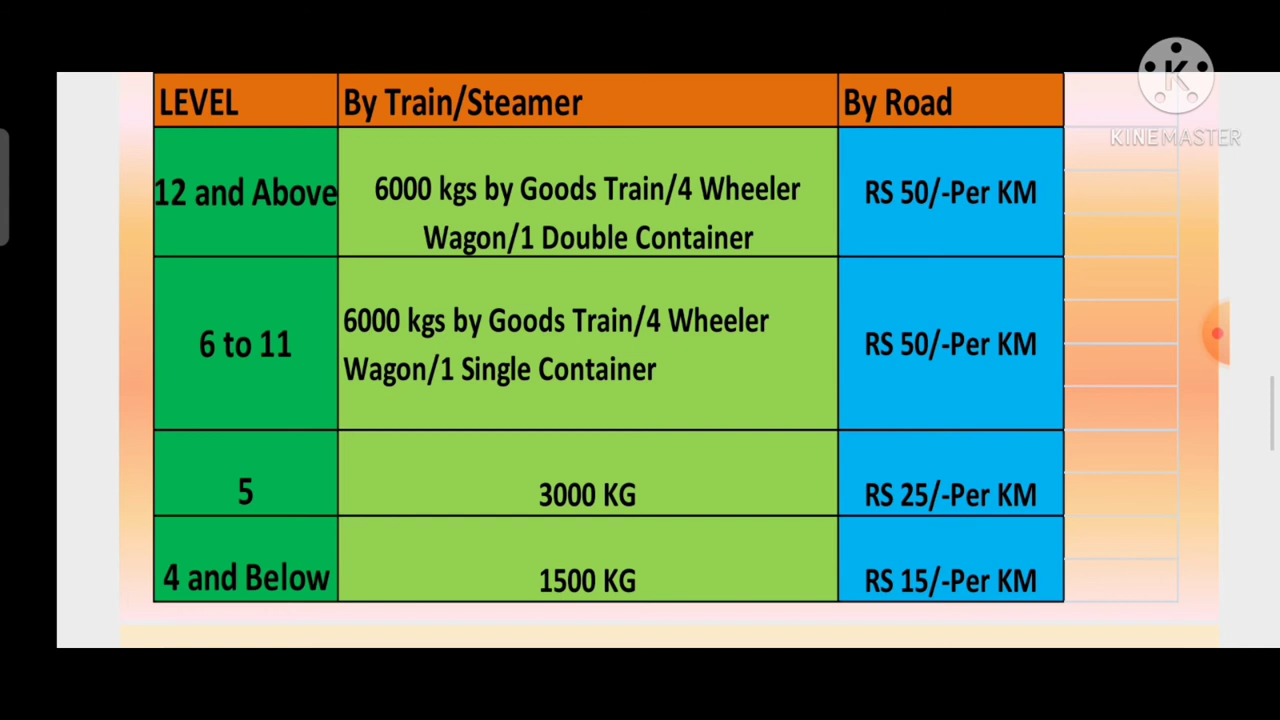 LEVEL By Train/Steamer By Road
12 and Above 6000 kgs by Goods Train/4 Wheeler RS 50/-Per KM
Wagon/1 Double Container
6 to 11 6000 kgs by Goods Train/4 Wheeler RS 50/-Per KM
Wagon/1 Single Container
5 3000 KG RS 25/-Per KM
4 and Below 1500 KG RS 15/-Per KM
K
KINEMASTER